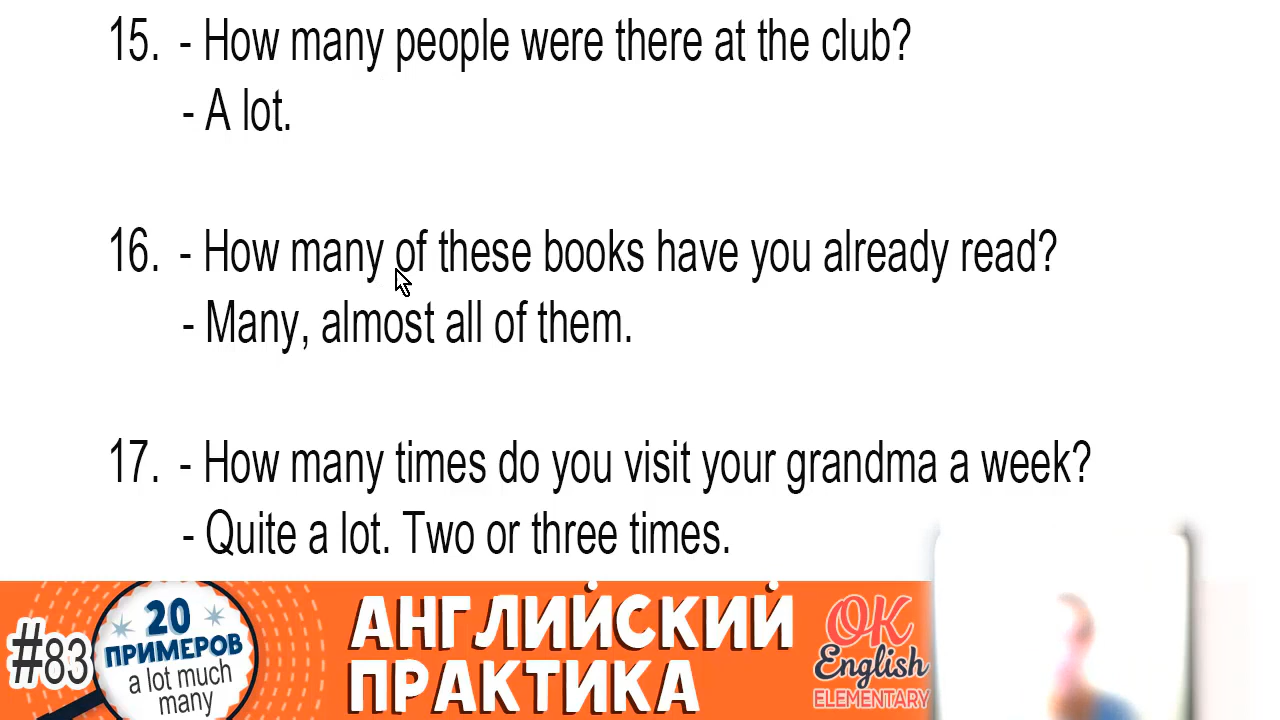 15. - How many people were there at the club?
- A lot.
16. - How many of these books have you already read?
- Many, almost all of them.
17. - How many times do you visit your grandma a week?
- Quite a lot. Two or three times.
#83
20
ПРИМЕРОВ
a lot much
many
АНГЛИЙСКИЙ
ПРАКТИКА
OK
English
ELEMENTARY